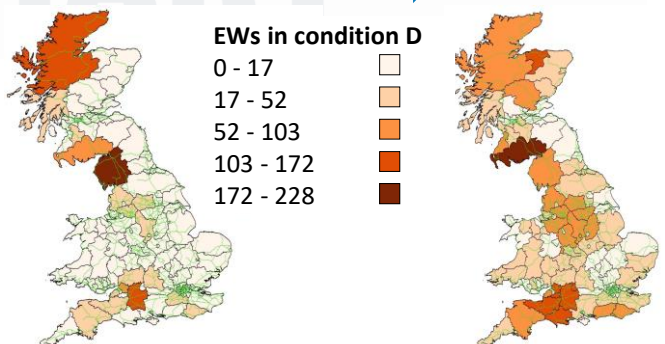 EWs in condition D
0 - 17
17 - 52
52 - 103
103 - 172
172 - 228